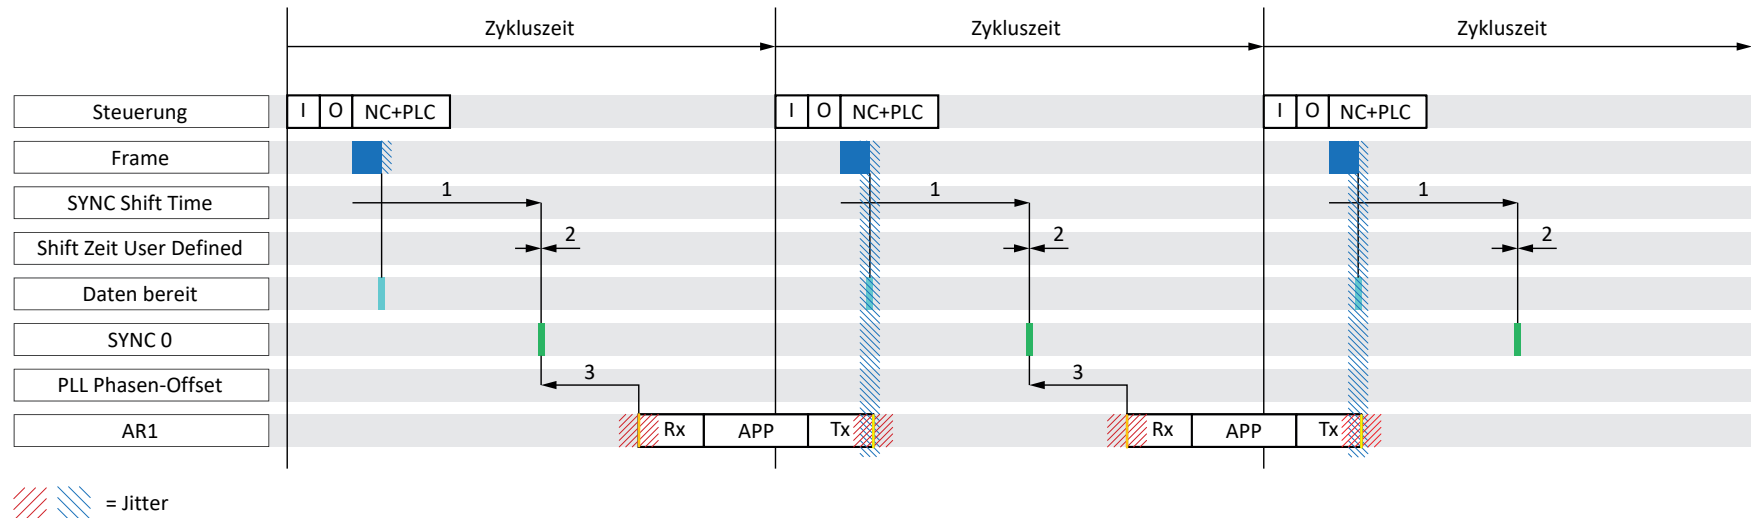 Zykluszeit Zykluszeit Zykluszeit
Steuerung I O NC+PLC I O NC+PLC I O NC+PLC
Frame
SYNC Shift Time 1 1 1
Shift Zeit User Defined 2 2 2
Daten bereit
SYNC 0
PLL Phasen-Offset 3 3
AR1 Rx APP Tx Rx APP Tx
= Jitter